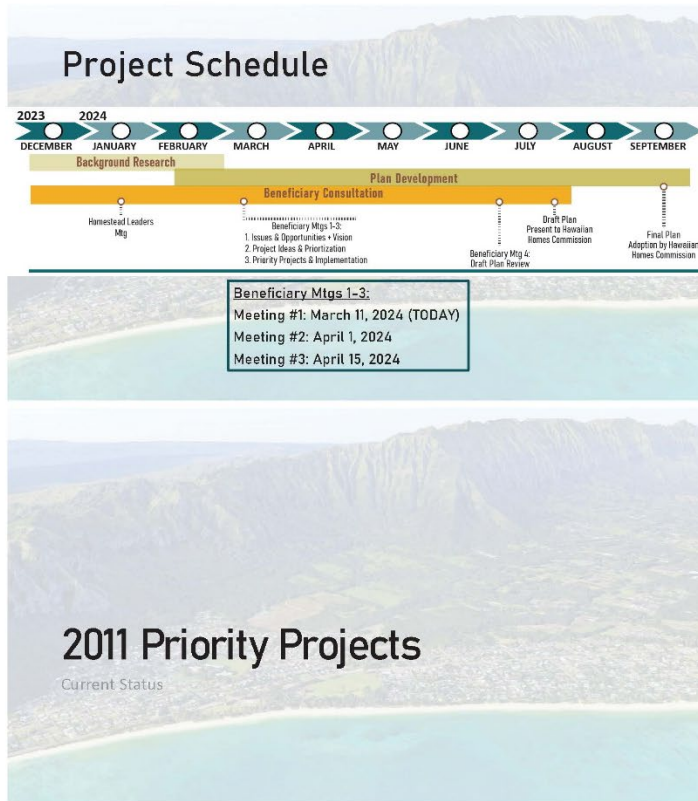 Project Schedule
2023 2024
DECEMBER JANUARY FEBRUARY MARCH APRIL MAY JUNE JULY AUGUST SEPTEMBER
Background Research
Plan Development
Beneficiary Consultation
Homestead Leaders
Mtg
Beneficiary Mtgs 1-3:
1. Issues & Opportunities + Vision
2. Project Ideas & Prioritization
3. Priority Projects & Implementation
Beneficiary Mtg 4:
Draft Plan Review
Draft Plan
Present to Hawaiian
Homes Commission
Final Plan
Adoption by Hawaiian
Homes Commission
Beneficiary Mtgs 1-3:
Meeting #1: March 11, 2024 (TODAY)
Meeting #2: April 1, 2024
Meeting #3: April 15, 2024
2011 Priority Projects
Current Status